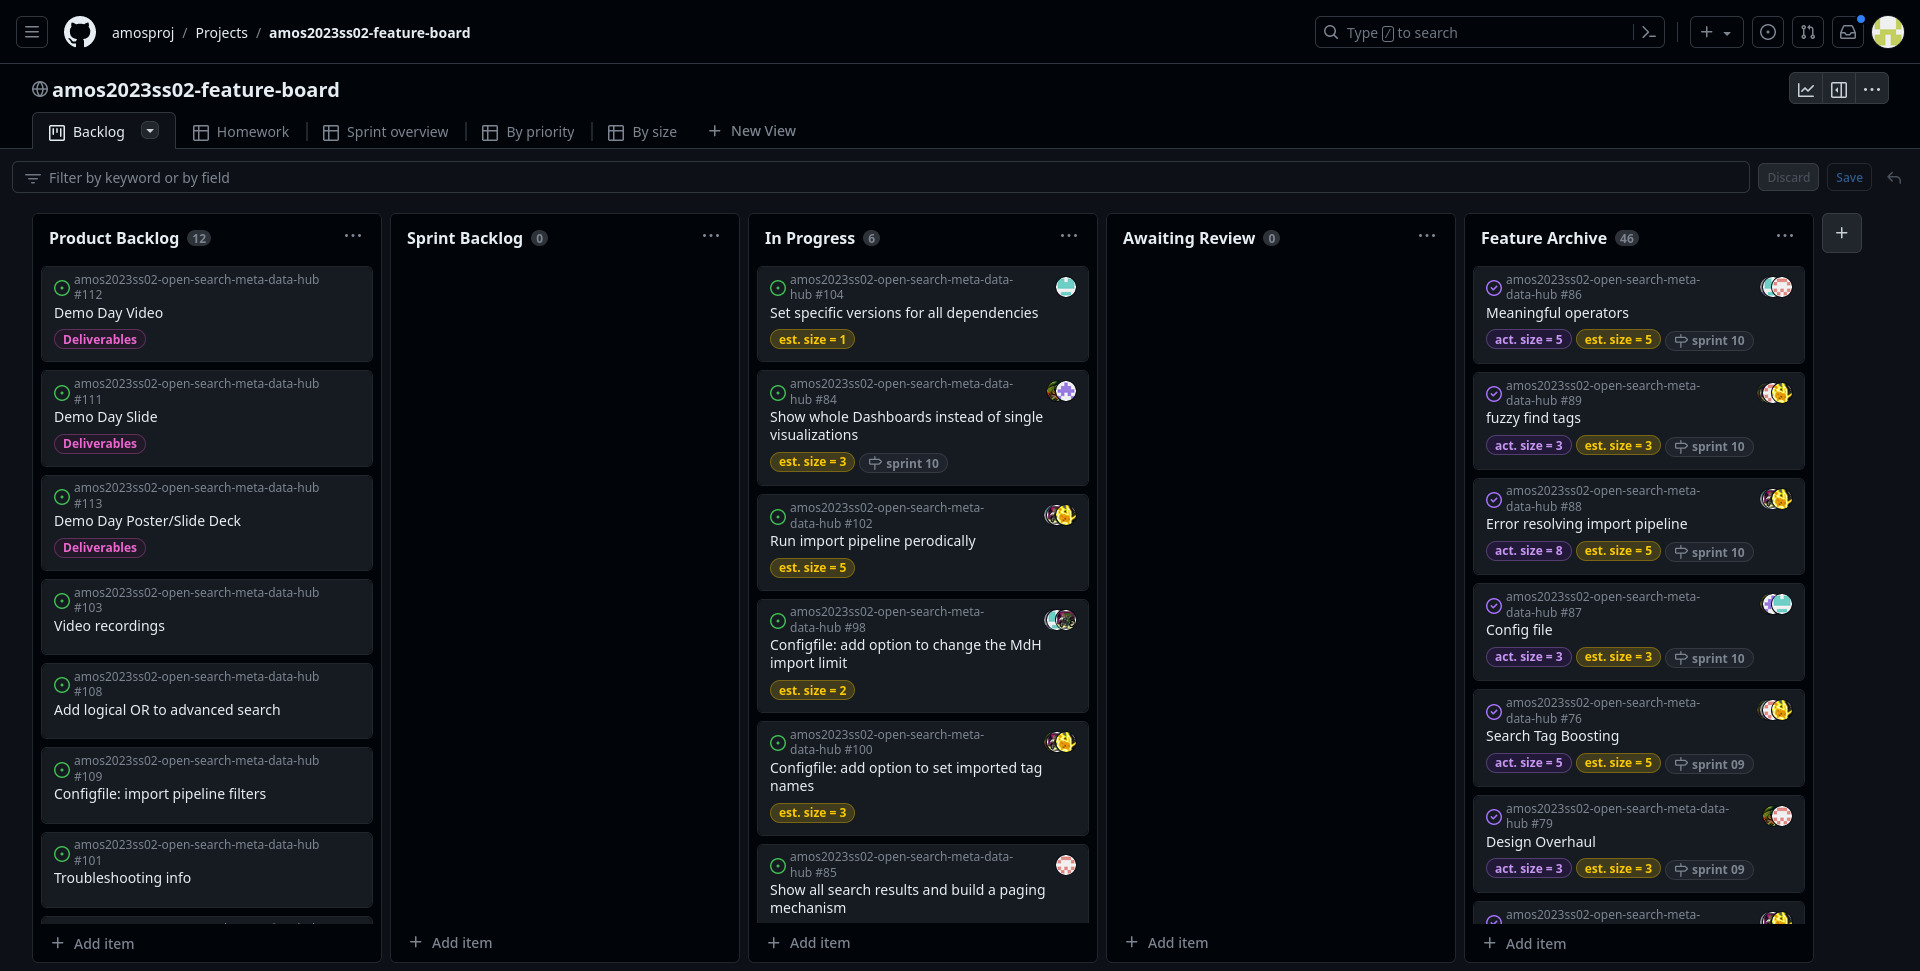 amosproj / Projects / amos2023ss02-feature-board
Type / to search
amos2023ss02-feature-board
Backlog
Homework
Sprint overview
By priority
By size
New View
Filter by keyword or by field
Discard
Save
Product Backlog 12
amos2023ss02-open-search-meta-data-hub
#112
Demo Day Video
Deliverables
amos2023ss02-open-search-meta-data-hub
#111
Demo Day Slide
Deliverables
amos2023ss02-open-search-meta-data-hub
#113
Demo Day Poster/Slide Deck
Deliverables
amos2023ss02-open-search-meta-data-hub
#103
Video recordings
amos2023ss02-open-search-meta-data-hub
#108
Add logical OR to advanced search
amos2023ss02-open-search-meta-data-hub
#109
Configfile: import pipeline filters
amos2023ss02-open-search-meta-data-hub
#101
Troubleshooting info
Add item
Sprint Backlog 0
Add item
In Progress 6
amos2023ss02-open-search-meta-data-
hub #104
Set specific versions for all dependencies
est. size = 1
amos2023ss02-open-search-meta-data-
hub #84
Show whole Dashboards instead of single
visualizations
est. size = 3 sprint 10
amos2023ss02-open-search-meta-
data-hub #102
Run import pipeline perodically
est. size = 5
amos2023ss02-open-search-meta-
data-hub #98
Configfile: add option to change the MdH
import limit
est. size = 2
amos2023ss02-open-search-meta-
data-hub #100
Configfile: add option to set imported tag
names
est. size = 3
amos2023ss02-open-search-meta-data-
hub #85
Show all search results and build a paging
mechanism
Add item
Awaiting Review 0
Add item
Feature Archive 46
amos2023ss02-open-search-meta-
data-hub #86
Meaningful operators
act. size = 5 est. size = 5 sprint 10
amos2023ss02-open-search-meta-
data-hub #89
fuzzy find tags
act. size = 3 est. size = 3 sprint 10
amos2023ss02-open-search-meta-
data-hub #88
Error resolving import pipeline
act. size = 8 est. size = 5 sprint 10
amos2023ss02-open-search-meta-
data-hub #87
Config file
act. size = 3 est. size = 3 sprint 10
amos2023ss02-open-search-meta-
data-hub #76
Search Tag Boosting
act. size = 5 est. size = 5 sprint 09
amos2023ss02-open-search-meta-data-
hub #79
Design Overhaul
act. size = 3 est. size = 3 sprint 09
amos2023ss02-open-search-meta-
Add item